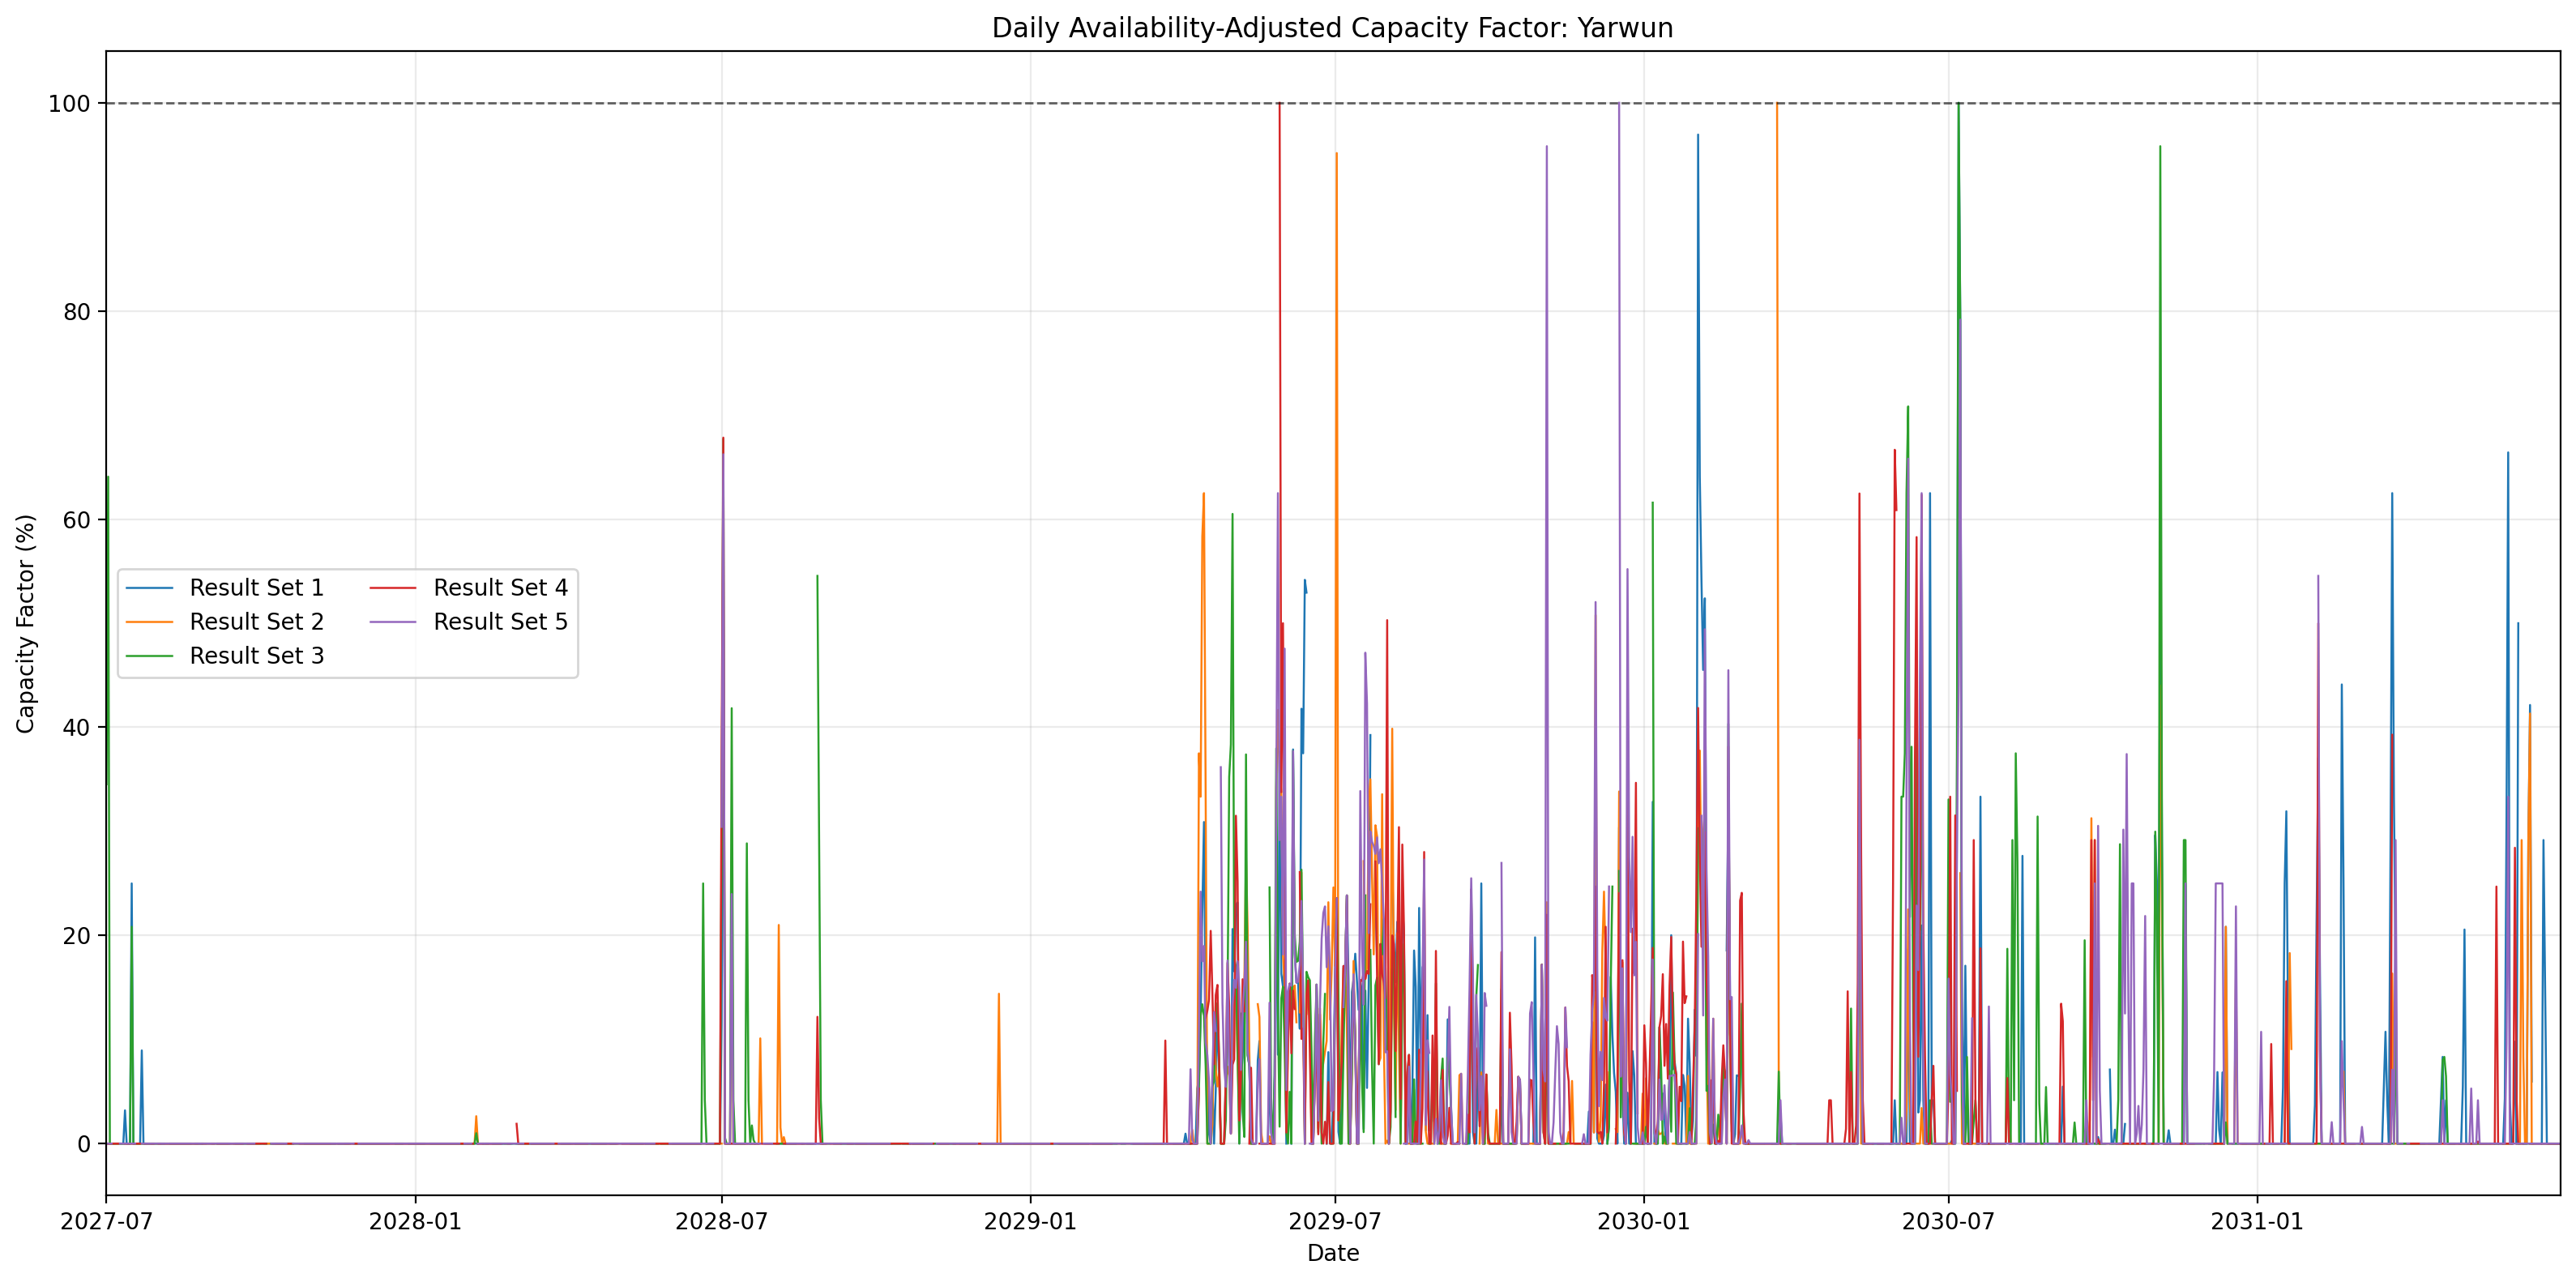 Daily Availability-Adjusted Capacity Factor: Yarwun
Capacity Factor (%)
100
80
60
40
20
0
Result Set 1
Result Set 2
Result Set 3
Result Set 4
Result Set 5
2027-07
2028-01
2028-07
2029-01
2029-07
2030-01
2030-07
2031-01
Date